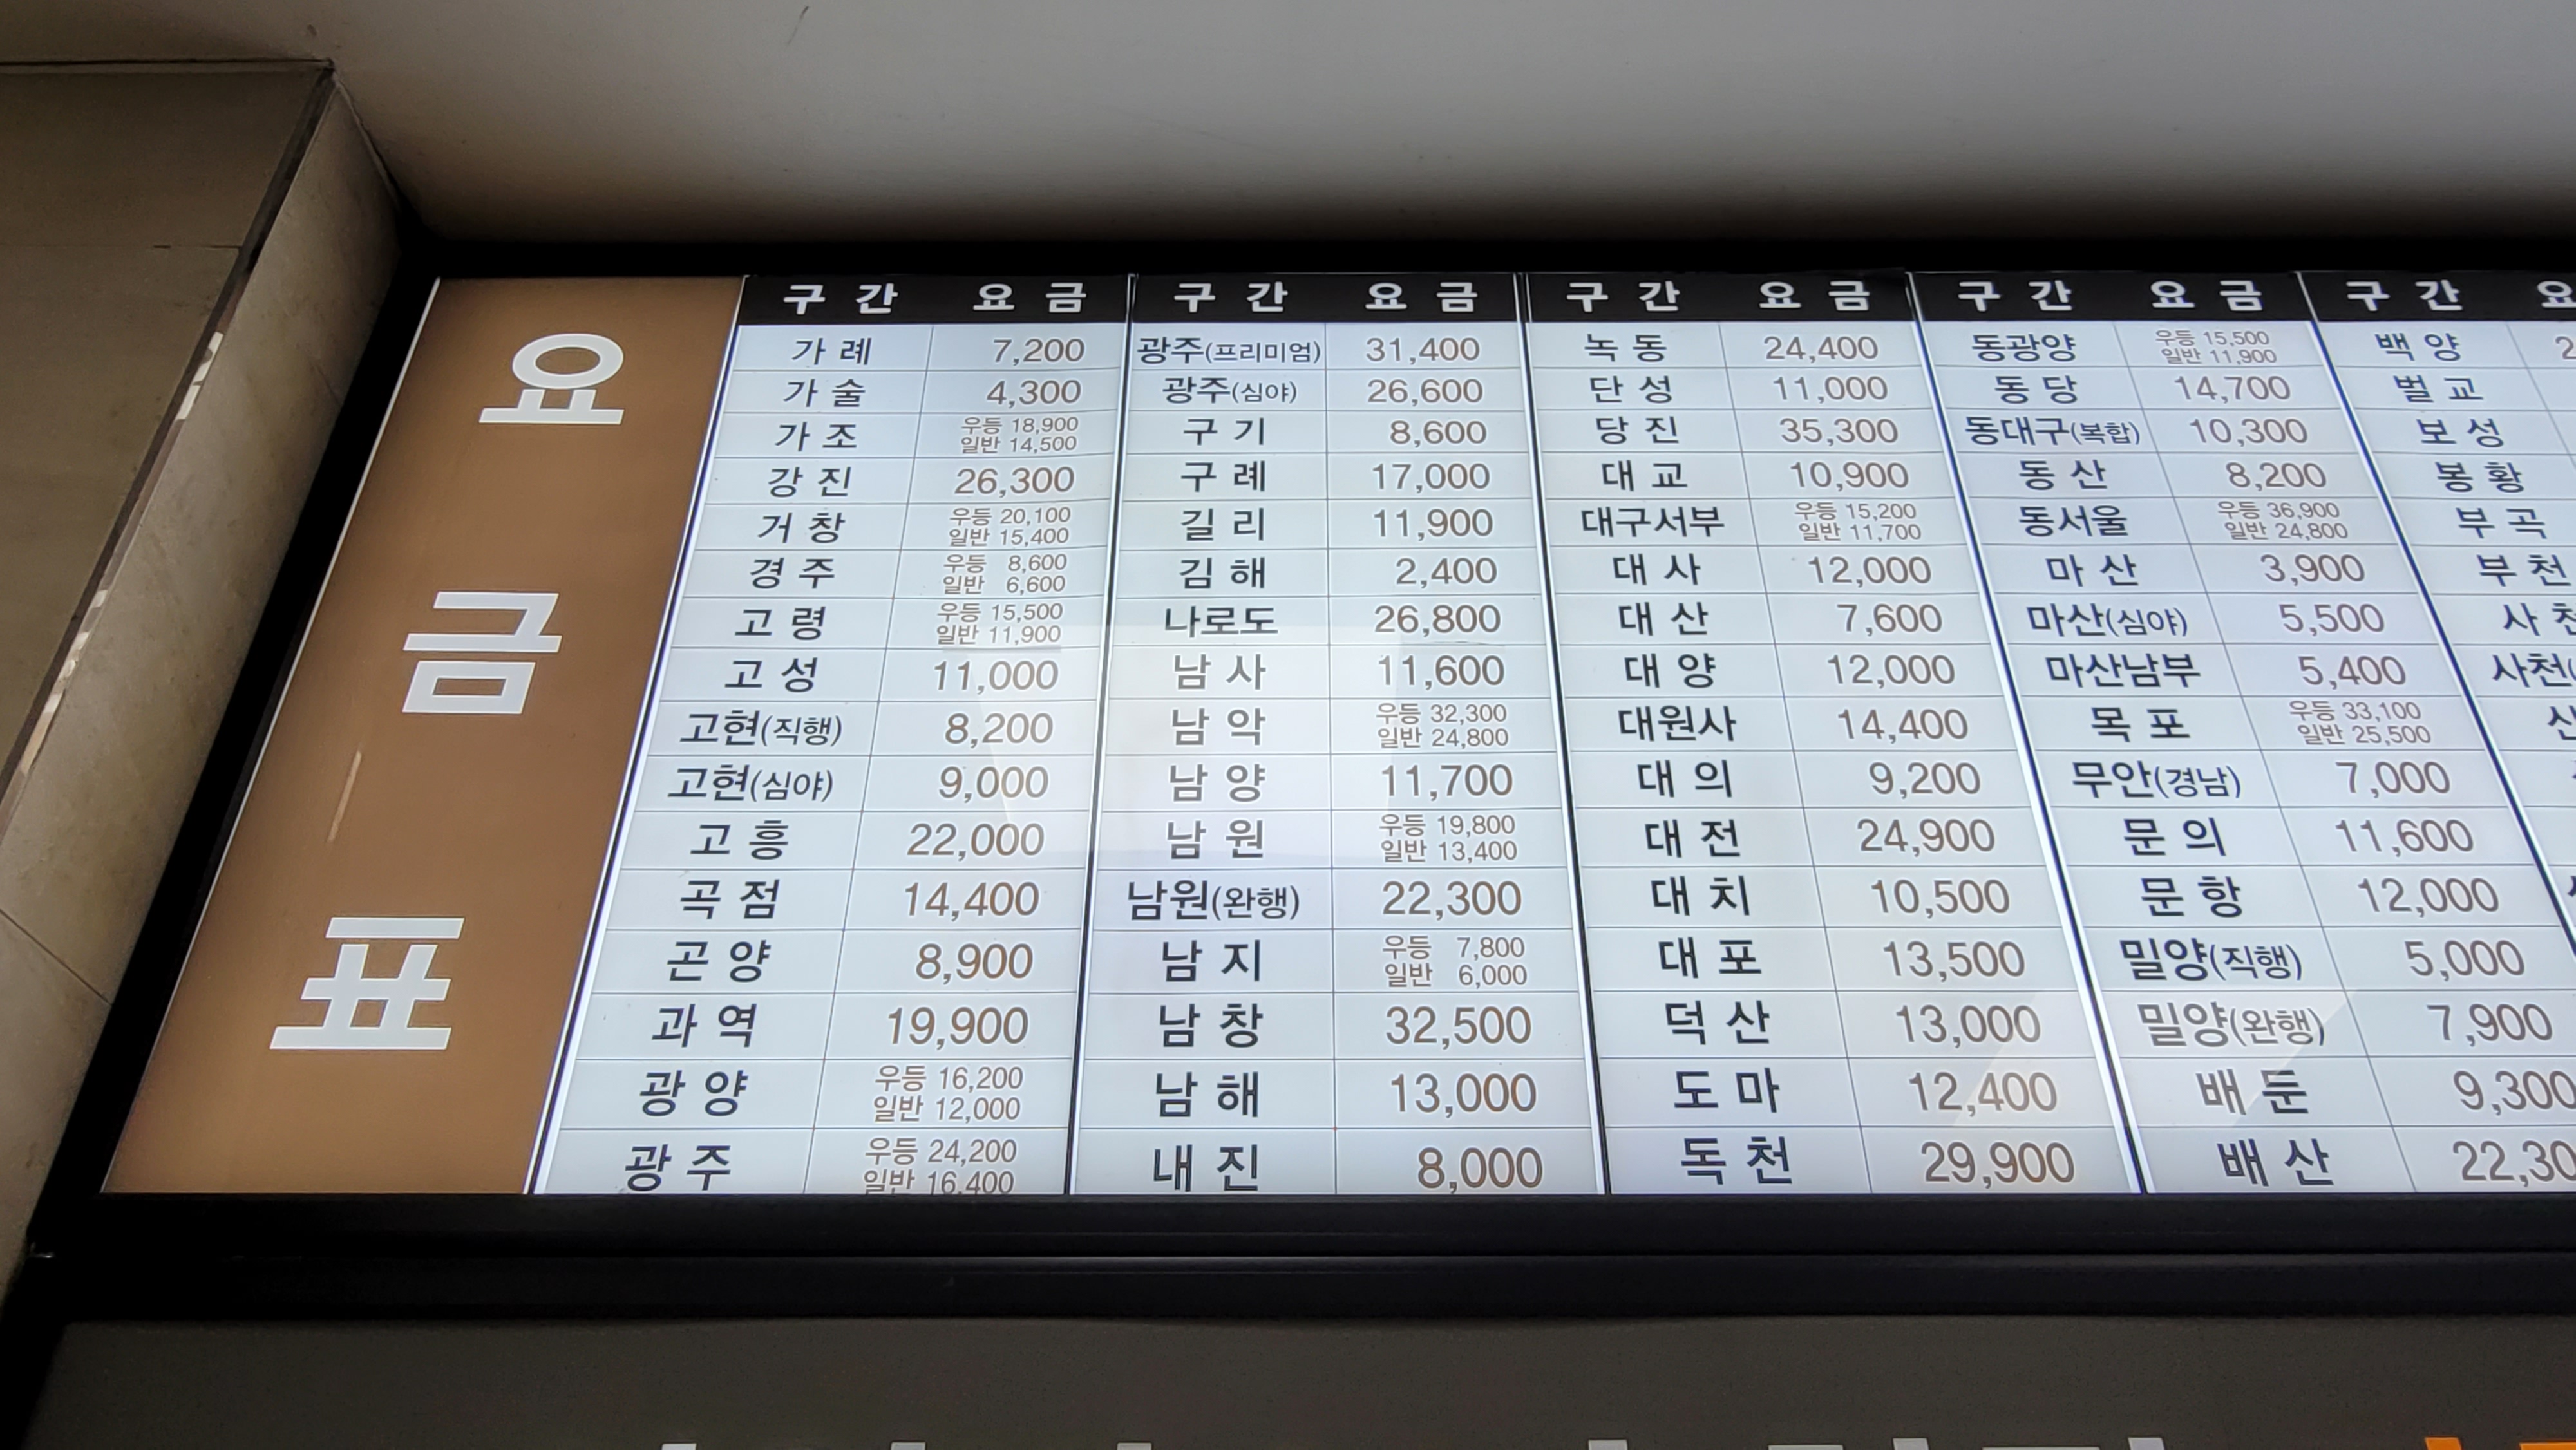 요금표
구간 요금 구간 요금 구간 요금 구간 요금 구간
가례 7,200 광주(프리미엄) 31,400 녹동 24,400 동광양 우등 15,500 일반 11,900 백양
가술 4,300 광주(심야) 26,600 단성 11,000 동당 14,700 벌교
가조 우등 18,900 일반 14,500 구기 8,600 당진 35,300 동대구(복합) 10,300 보성
강진 26,300 구례 17,000 대교 10,900 동산 8,200 봉황
거창 우등 20,100 일반 15,400 길리 11,900 대구서부 우등 15,200 일반 11,700 동서울 우등 36,900 일반 24,800 부곡
경주 우등 8,600 일반 6,600 김해 2,400 대사 12,000 마산 3,900 부천
고령 우등 15,500 일반 11,900 나로도 26,800 대산 7,600 마산(심야) 5,500
고성 11,000 남사 11,600 대양 12,000 마산남부 5,400
고현(직행) 8,200 남악 우등 32,300 일반 24,800 대원사 14,400 목포 우등 33,100 일반 25,500
고현(심야) 9,000 남양 11,700 대의 9,200 무안(경남) 7,000
고흥 22,000 남원 우등 19,800 일반 13,400 대전 24,900 문의 11,600
곡점 14,400 남원(완행) 22,300 대치 10,500 문항 12,000
곤양 8,900 남지 우등 7,800 일반 6,000 대포 13,500 밀양(직행) 5,000
과역 19,900 남창 32,500 덕산 13,000 밀양(완행) 7,900
광양 우등 16,200 일반 12,000 남해 13,000 도마 12,400 배둔 9,300
광주 우등 24,200 일반 16,400 내진 8,000 독천 29,900 배산